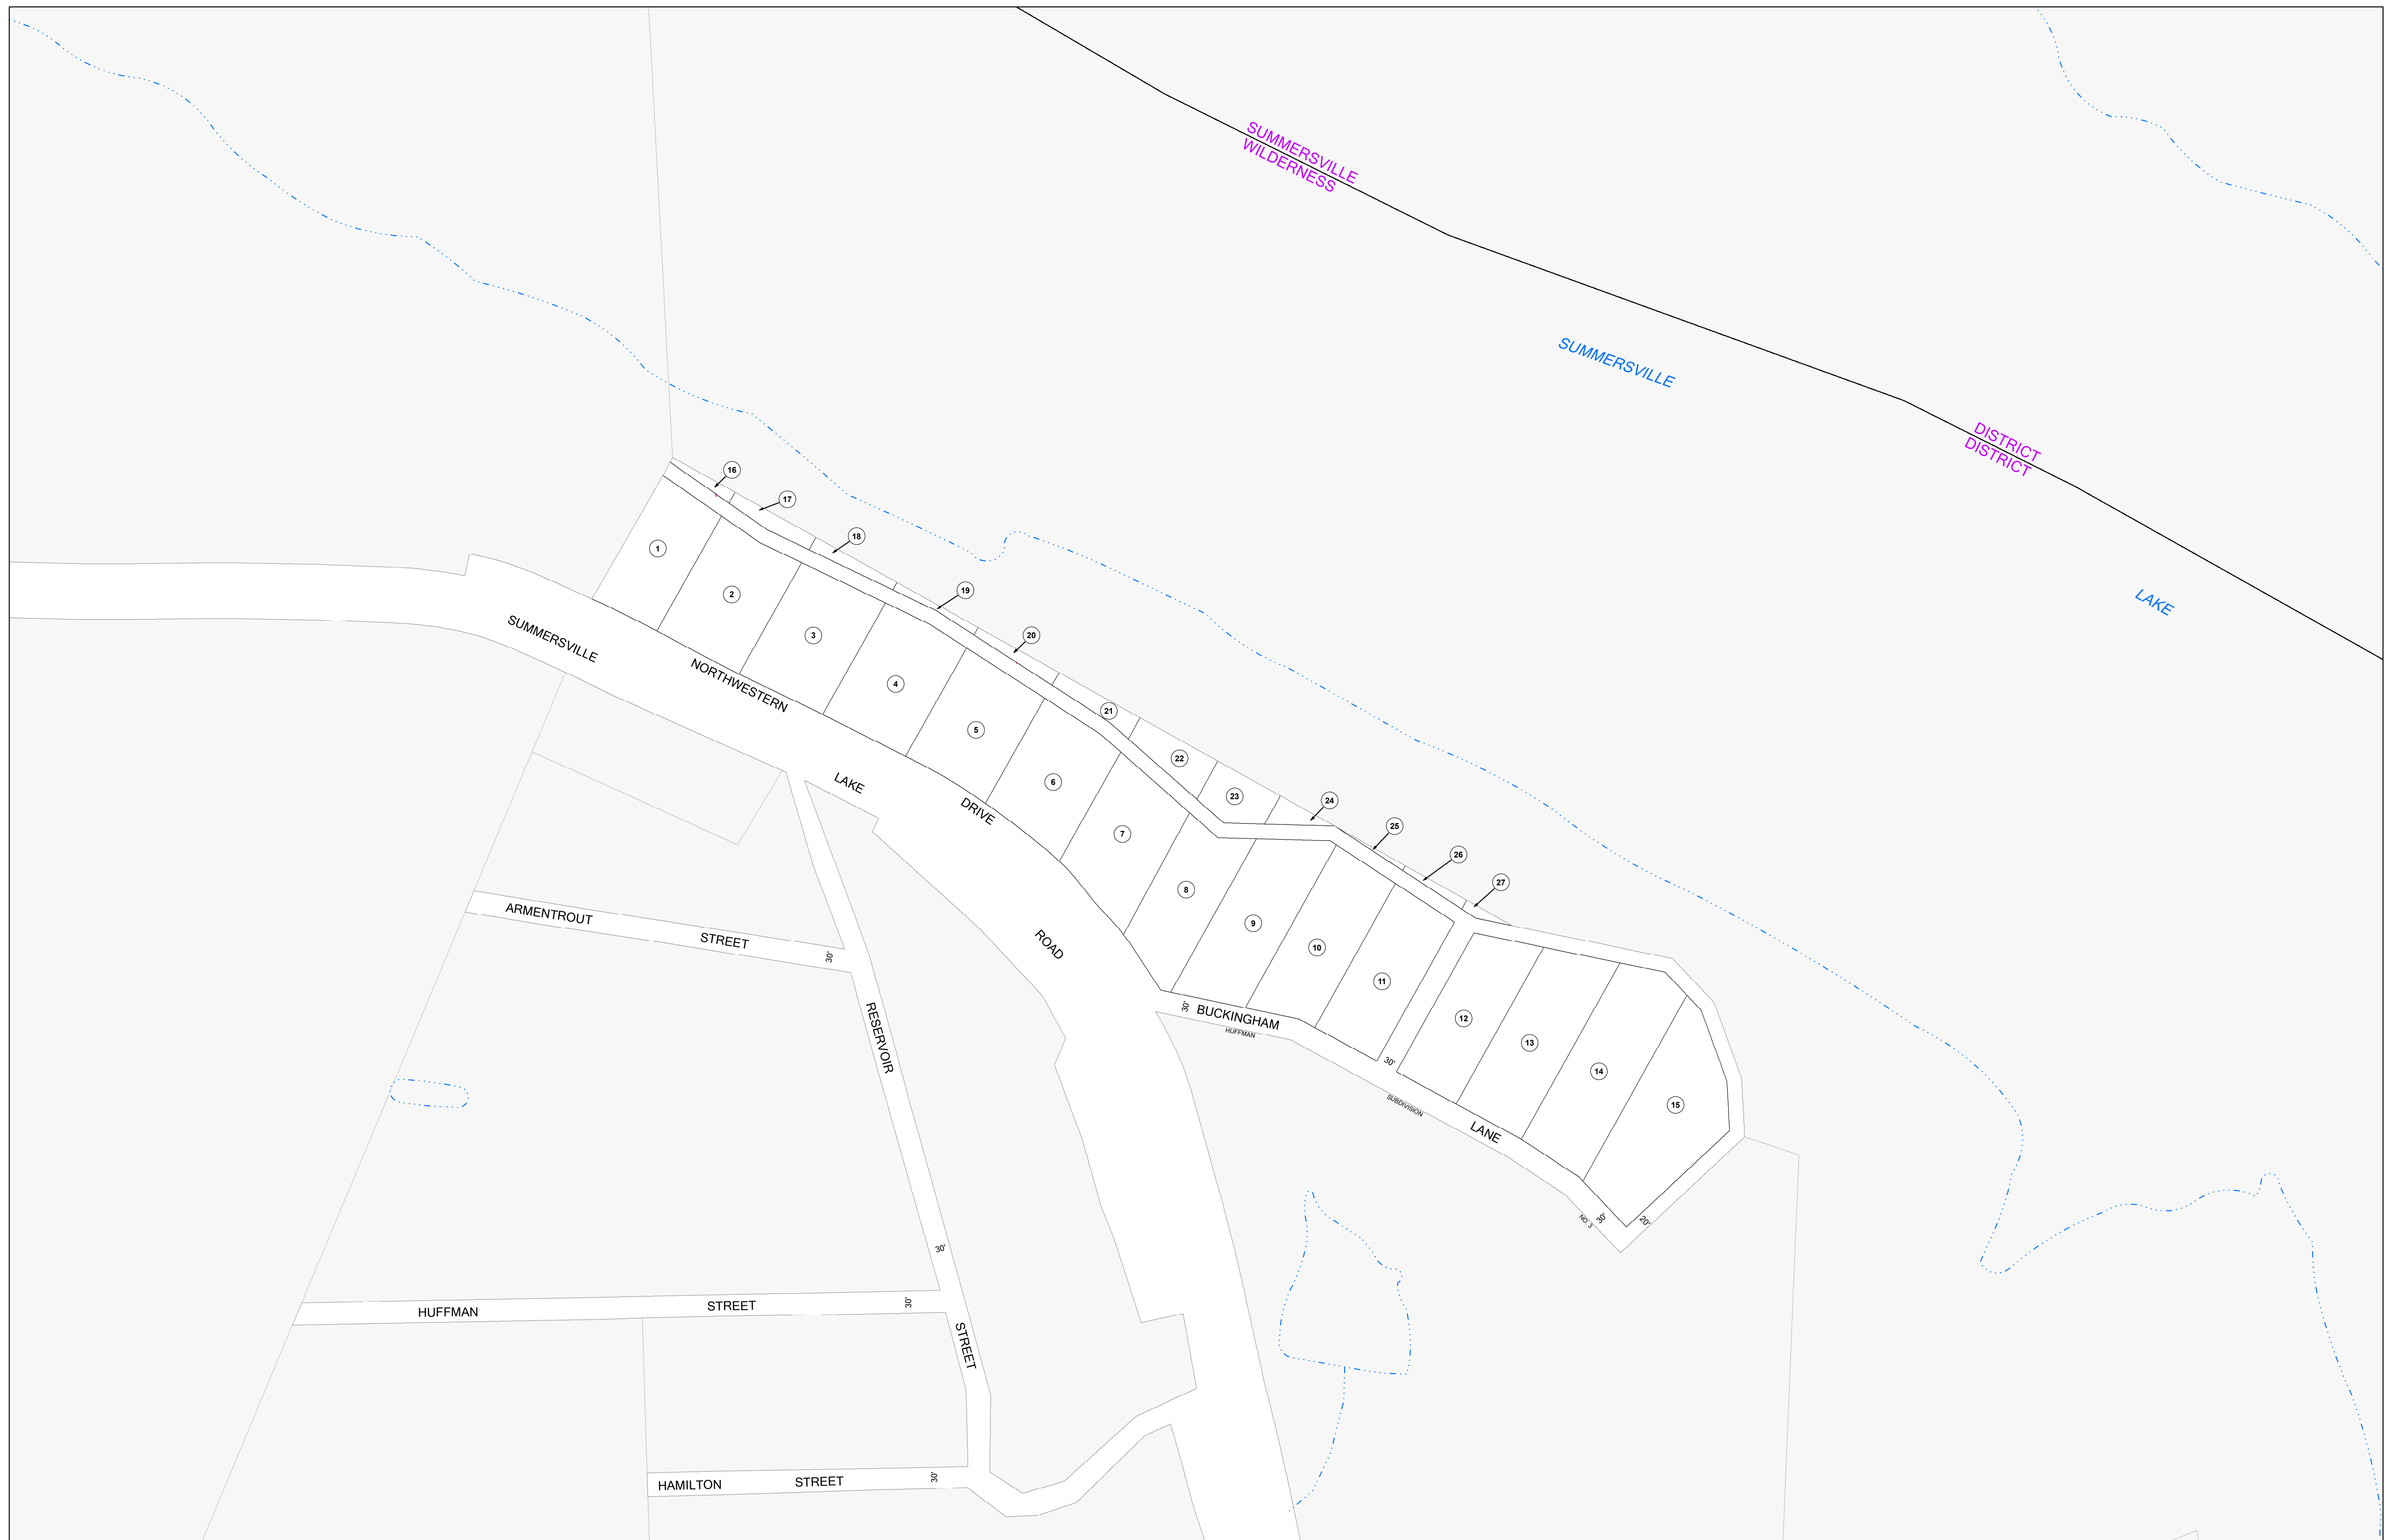 SUMMERSVILLE
WILDERNESS
SUMMERSVILLE
DISTRICT
DISTRICT
LAKE
16
17
18
19
20
21
22
23
24
25
26
27
1
2
3
4
5
6
7
8
9
10
11
12
13
14
15
SUMMERSVILLE
LAKE
ROAD
NORTHWESTERN
DRIVE
30'
BUCKINGHAM
LANE
HUFFMAN
SUBDIVISION
NO. 3
30'
30'
20'
ARMENTROUT STREET
30'
RESERVOIR
STREET
30'
HUFFMAN STREET
30'
HAMILTON STREET
30'